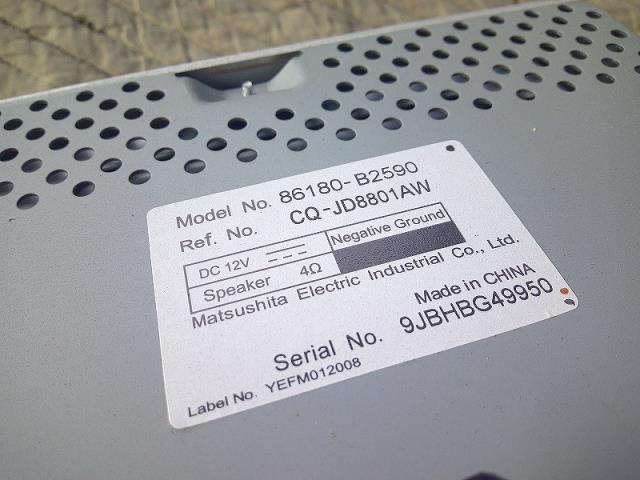 Model No. 86180-B2590
Ref. No. CQ-JD8801AW
DC 12V ⎓ Negative Ground
Speaker 4Ω
Matsushita Electric Industrial Co., Ltd.
Made in CHINA
Serial No. 9JBHBG49950
Label No. YEFM012008